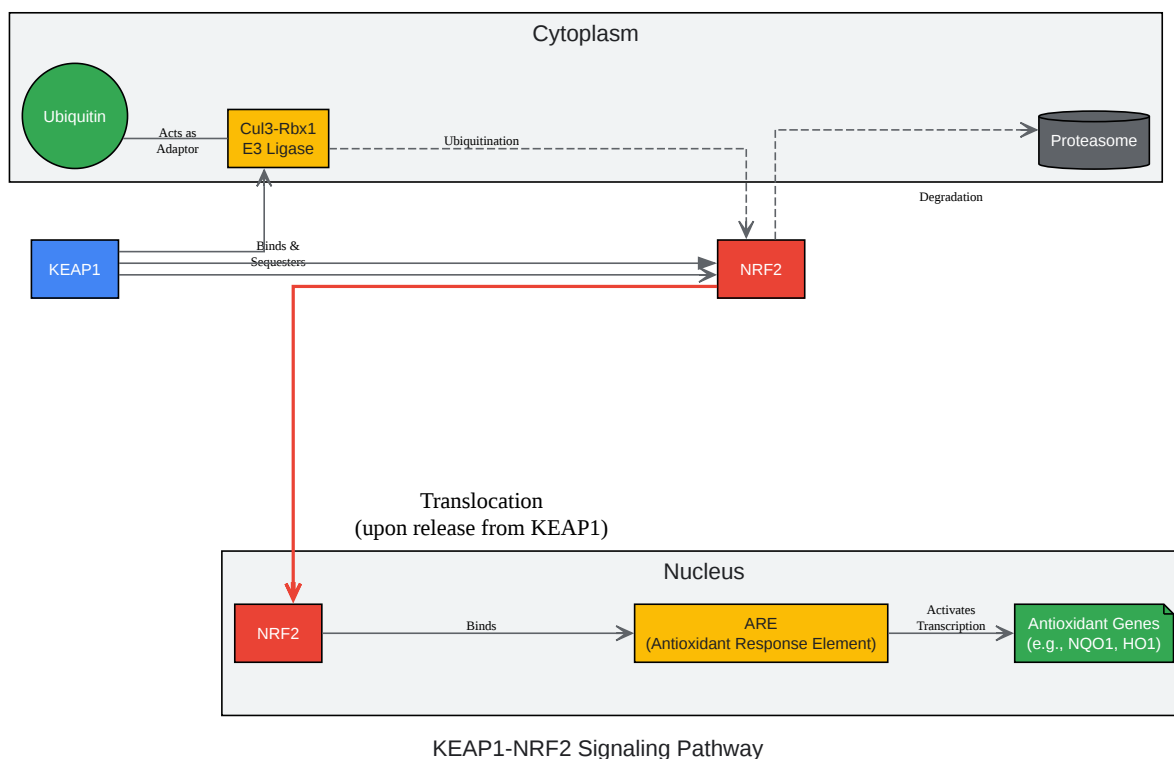 Cytoplasm
Ubiquitin
Acts as
Adaptor
Cul3-Rbx1
E3 Ligase
Ubiquitination
Proteasome
Degradation
KEAP1
Binds &
Sequesters
NRF2
Translocation
(upon release from KEAP1)
Nucleus
NRF2
Binds
ARE
(Antioxidant Response Element)
Activates
Transcription
Antioxidant Genes
(e.g., NQO1, HO1)
KEAP1-NRF2 Signaling Pathway